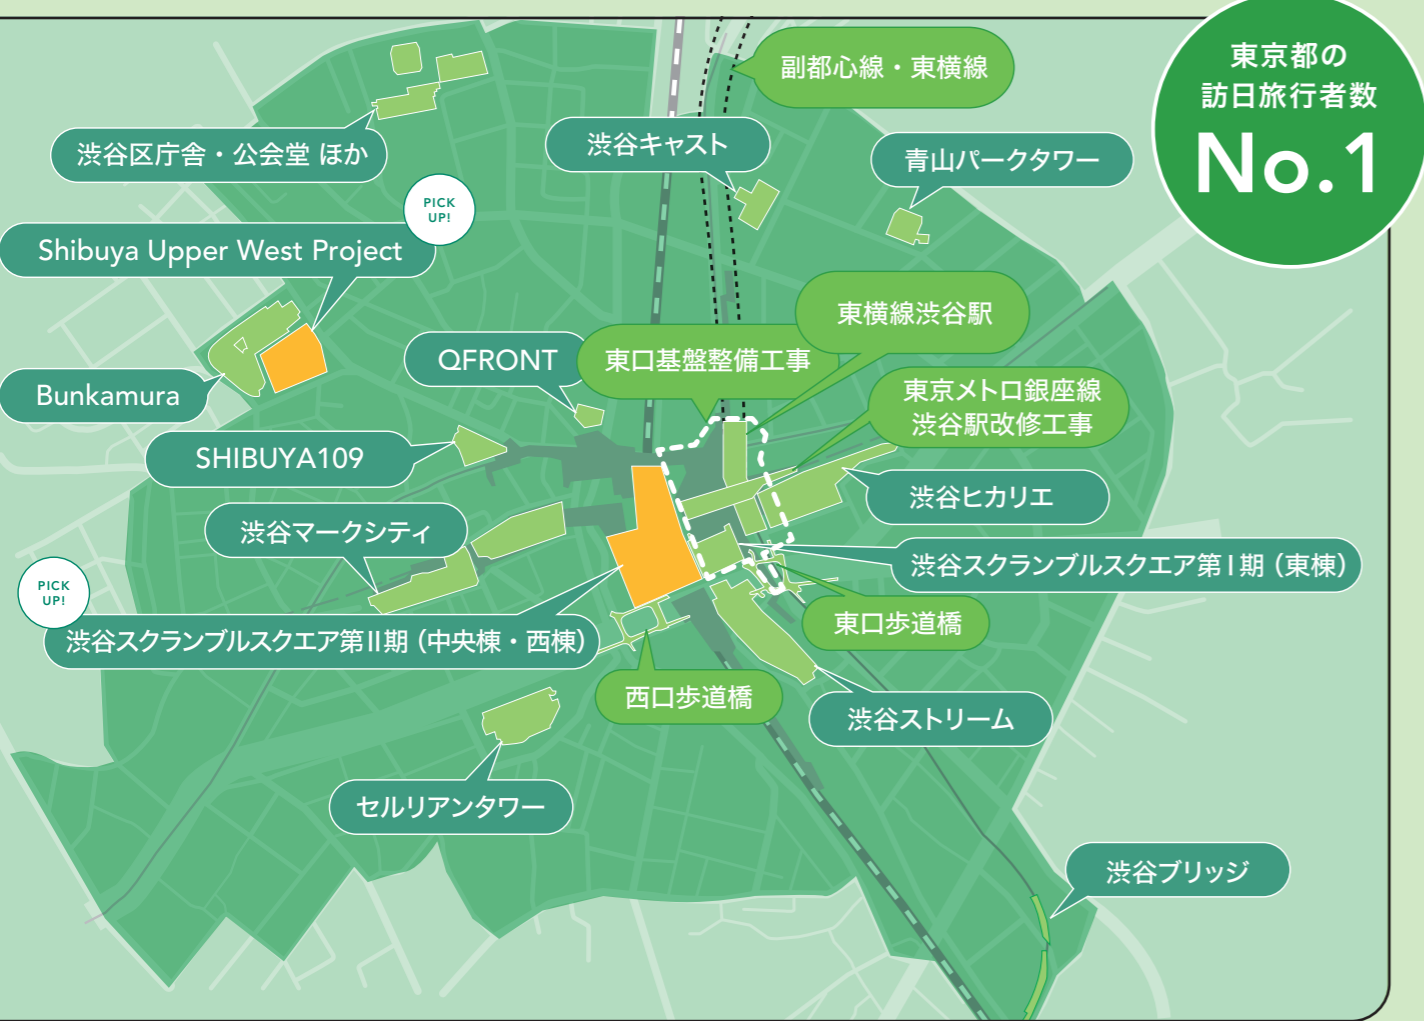 東京都の
訪日旅行者数
No.1
副都心線・東横線
渋谷区庁舎・公会堂 ほか
渋谷キャスト
青山パークタワー
PICK
UP!
Shibuya Upper West Project
東横線渋谷駅
QFRONT
東口基盤整備工事
東京メトロ銀座線
渋谷駅改修工事
Bunkamura
SHIBUYA109
渋谷ヒカリエ
渋谷マークシティ
渋谷スクランブルスクエア第Ⅰ期（東棟）
PICK
UP!
渋谷スクランブルスクエア第Ⅱ期（中央棟・西棟）
東口歩道橋
西口歩道橋
渋谷ストリーム
セルリアンタワー
渋谷ブリッジ